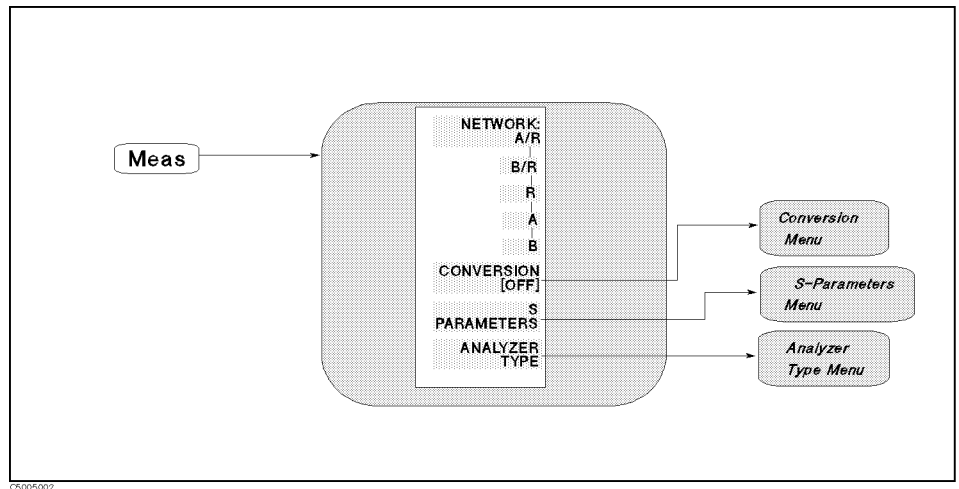 Meas
NETWORK:
A/R
B/R
R
A
B
CONVERSION
[OFF]
S
PARAMETERS
ANALYZER
TYPE
Conversion
Menu
S-Parameters
Menu
Analyzer
Type Menu
C5005002